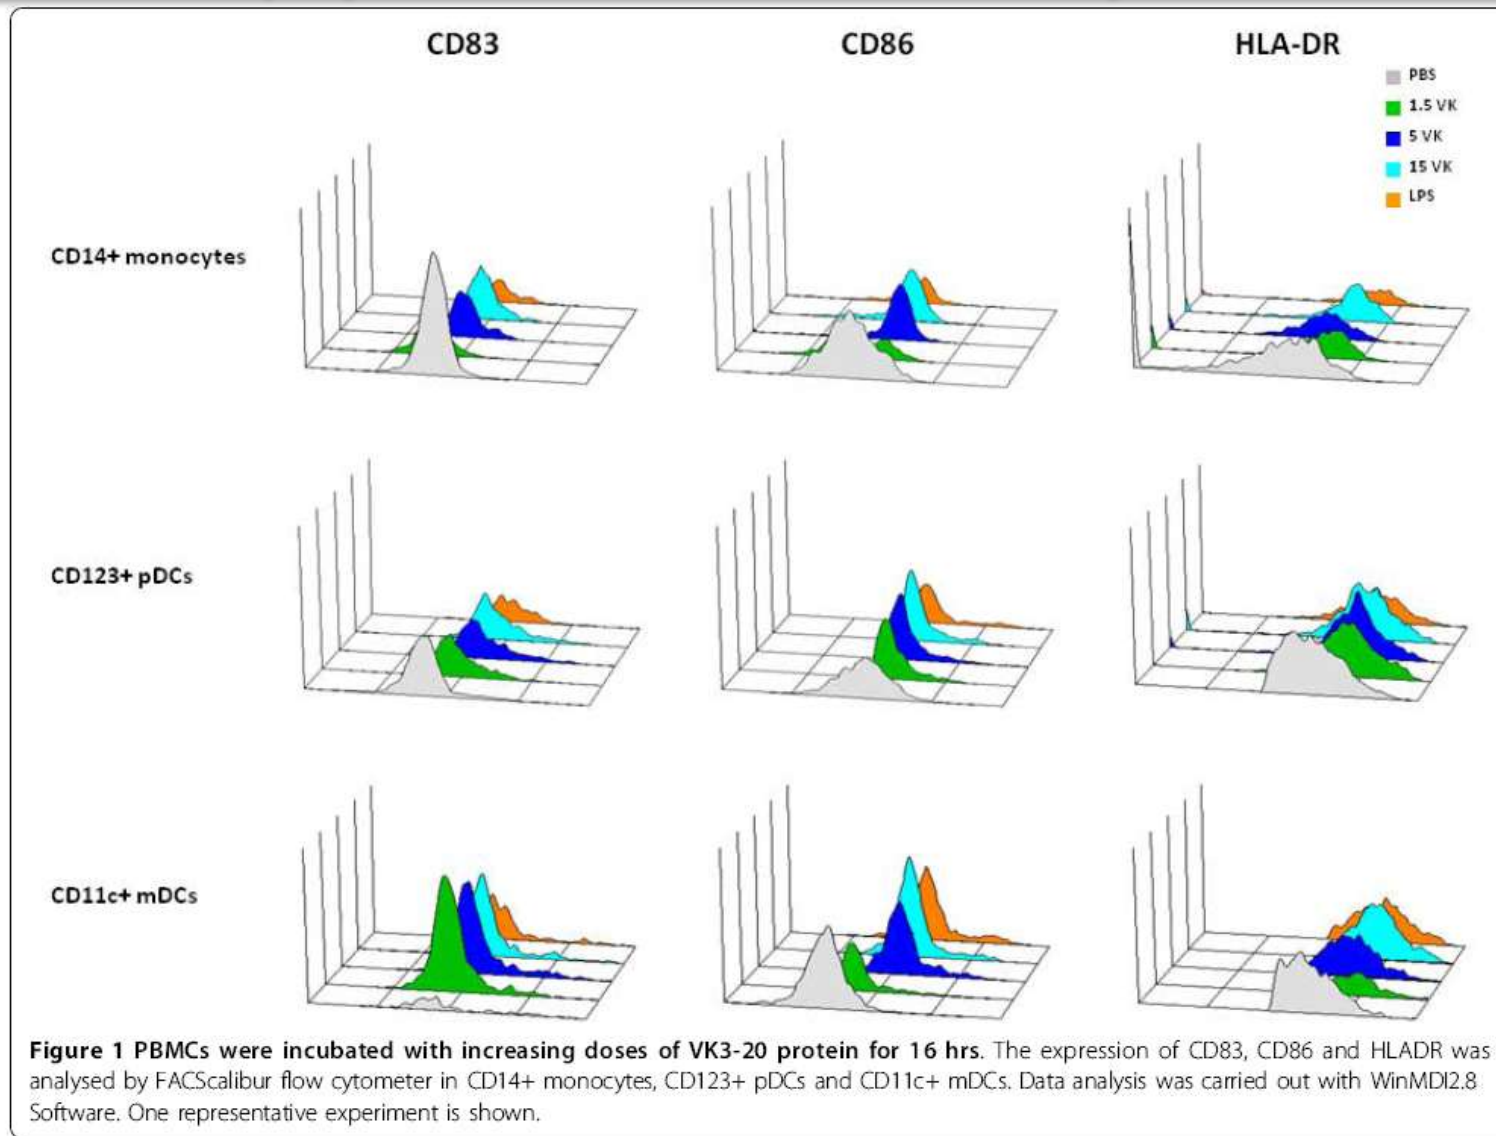 CD83 CD86 HLA-DR
PBS
1.5 VK
5 VK
15 VK
LPS
CD14+ monocytes
CD123+ pDCs
CD11c+ mDCs
Figure 1 PBMCs were incubated with increasing doses of VK3-20 protein for 16 hrs. The expression of CD83, CD86 and HLADR was
analysed by FACScalibur flow cytometer in CD14+ monocytes, CD123+ pDCs and CD11c+ mDCs. Data analysis was carried out with WinMDI2.8
Software. One representative experiment is shown.